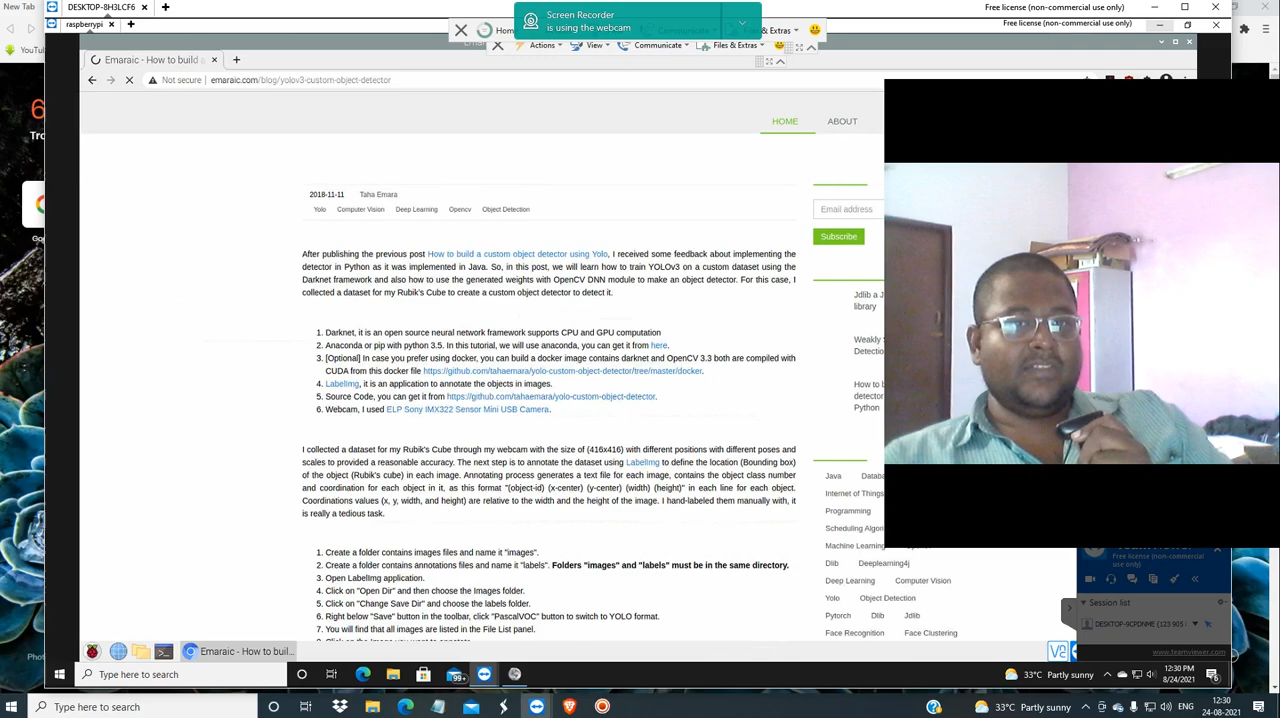 New Tab
DESKTOP-8H3LCF6
Free license (non-commercial use only)
raspberrypi
Free license (non-commercial use only)
Screen Recorder
is using the webcam
Actions
View
Communicate
Files & Extras
Emaraic - How to build a
Not secure
emaraic.com/blog/yolov3-custom-object-detector
YouT
HOME
ABOUT
2018-11-11 Taha Emara
Yolo Computer Vision Deep Learning Opencv Object Detection
Email address
Subscribe
After publishing the previous post How to build a custom object detector using Yolo, I received some feedback about implementing the
detector in Python as it was implemented in Java. So, in this post, we will learn how to train YOLOv3 on a custom dataset using the
Darknet framework and also how to use the generated weights with OpenCV DNN module to make an object detector. For this case, I
collected a dataset for my Rubik's Cube to create a custom object detector to detect it.
1. Darknet, it is an open source neural network framework supports CPU and GPU computation
2. Anaconda or pip with python 3.5. In this tutorial, we will use anaconda, you can get it from here.
3. [Optional] In case you prefer using docker, you can build a docker image contains darknet and OpenCV 3.3 both are compiled with
CUDA from this docker file https://github.com/tahaemara/yolo-custom-object-detector/tree/master/docker.
4. LabelImg, it is an application to annotate the objects in images.
5. Source Code, you can get it from https://github.com/tahaemara/yolo-custom-object-detector.
6. Webcam, I used ELP Sony IMX322 Sensor Mini USB Camera.
I collected a dataset for my Rubik's Cube through my webcam with the size of (416x416) with different positions with different poses and
scales to provided a reasonable accuracy. The next step is to annotate the dataset using LabelImg to define the location (Bounding box)
of the object (Rubik's cube) in each image. Annotating process generates a text file for each image, contains the object class number
and coordination for each object in it, as this format "(object-id) (x-center) (y-center) (width) (height)" in each line for each object.
Coordinations values (x, y, width, and height) are relative to the width and the height of the image. I hand-labeled them manually with, it
is really a tedious task.
1. Create a folder contains images files and name it "images".
2. Create a folder contains annotations files and name it "labels". Folders "images" and "labels" must be in the same directory.
3. Open LabelImg application.
4. Click on "Open Dir" and then choose the Images folder.
5. Click on "Change Save Dir" and choose the labels folder.
6. Right below "Save" button in the toolbar, click "PascalVOC" button to switch to YOLO format.
7. You will find that all images are listed in the File List panel.
Jdlib a J
library
Weakly
Detectio
How to b
detector
Python
Java Databa
Internet of Things
Programming
Scheduling Algori
Machine Learning
Dlib Deeplearning4j
Deep Learning Computer Vision
Yolo Object Detection
Pytorch Dlib Jdlib
Face Recognition Face Clustering
Free license (non-commercial
use only)
Session list
DESKTOP-9CPDNME (123 905
www.teamviewer.com
Emaraic - How to buil...
12:30 PM
Type here to search
99+
33°C Partly sunny
8/24/2021
Type here to search
33°C Partly sunny
ENG
12:30
24-08-2021